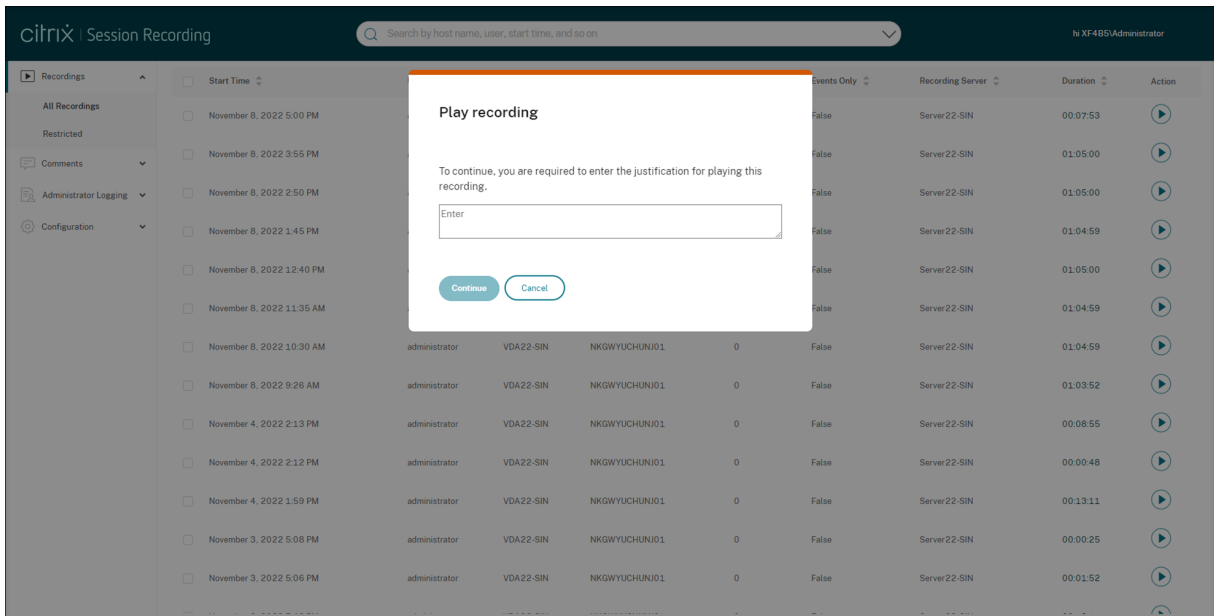 citrix | Session Recording
Search by host name, user, start time, and so on
hi XF4B5\Administrator
Recordings
All Recordings
Restricted
Comments
Administrator Logging
Configuration
Start Time Events Only Recording Server Duration Action
November 8, 2022 5:00 PM False Server22-SIN 00:07:53
November 8, 2022 3:55 PM False Server22-SIN 01:05:00
November 8, 2022 2:50 PM False Server22-SIN 01:05:00
November 8, 2022 1:45 PM False Server22-SIN 01:04:59
November 8, 2022 12:40 PM False Server22-SIN 01:05:00
November 8, 2022 11:35 AM False Server22-SIN 01:04:59
Play recording
To continue, you are required to enter the justification for playing this
recording.
Enter
Continue Cancel
November 8, 2022 10:30 AM administrator VDA22-SIN NKGWYUCHUNJ01 0 False Server22-SIN 01:04:59
November 8, 2022 9:26 AM administrator VDA22-SIN NKGWYUCHUNJ01 0 False Server22-SIN 01:03:52
November 4, 2022 2:13 PM administrator VDA22-SIN NKGWYUCHUNJ01 0 False Server22-SIN 00:08:55
November 4, 2022 2:12 PM administrator VDA22-SIN NKGWYUCHUNJ01 0 False Server22-SIN 00:00:48
November 4, 2022 1:59 PM administrator VDA22-SIN NKGWYUCHUNJ01 0 False Server22-SIN 00:13:11
November 3, 2022 5:08 PM administrator VDA22-SIN NKGWYUCHUNJ01 0 False Server22-SIN 00:00:25
November 3, 2022 5:06 PM administrator VDA22-SIN NKGWYUCHUNJ01 0 False Server22-SIN 00:01:52